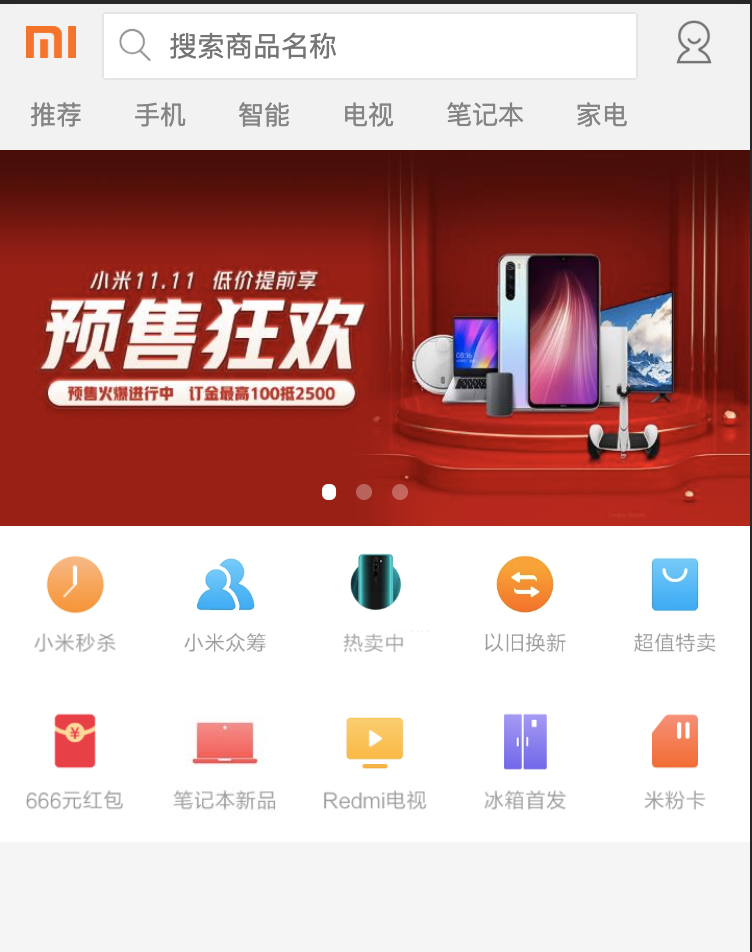 mi
搜索商品名称
推荐 手机 智能 电视 笔记本 家电
小米11.11 低价提前享
预售狂欢
预售火爆进行中 订金最高100抵2500
08:16
小米秒杀 小米众筹 热卖中 以旧换新 超值特卖
¥
666元红包 笔记本新品 Redmi电视 冰箱首发 米粉卡